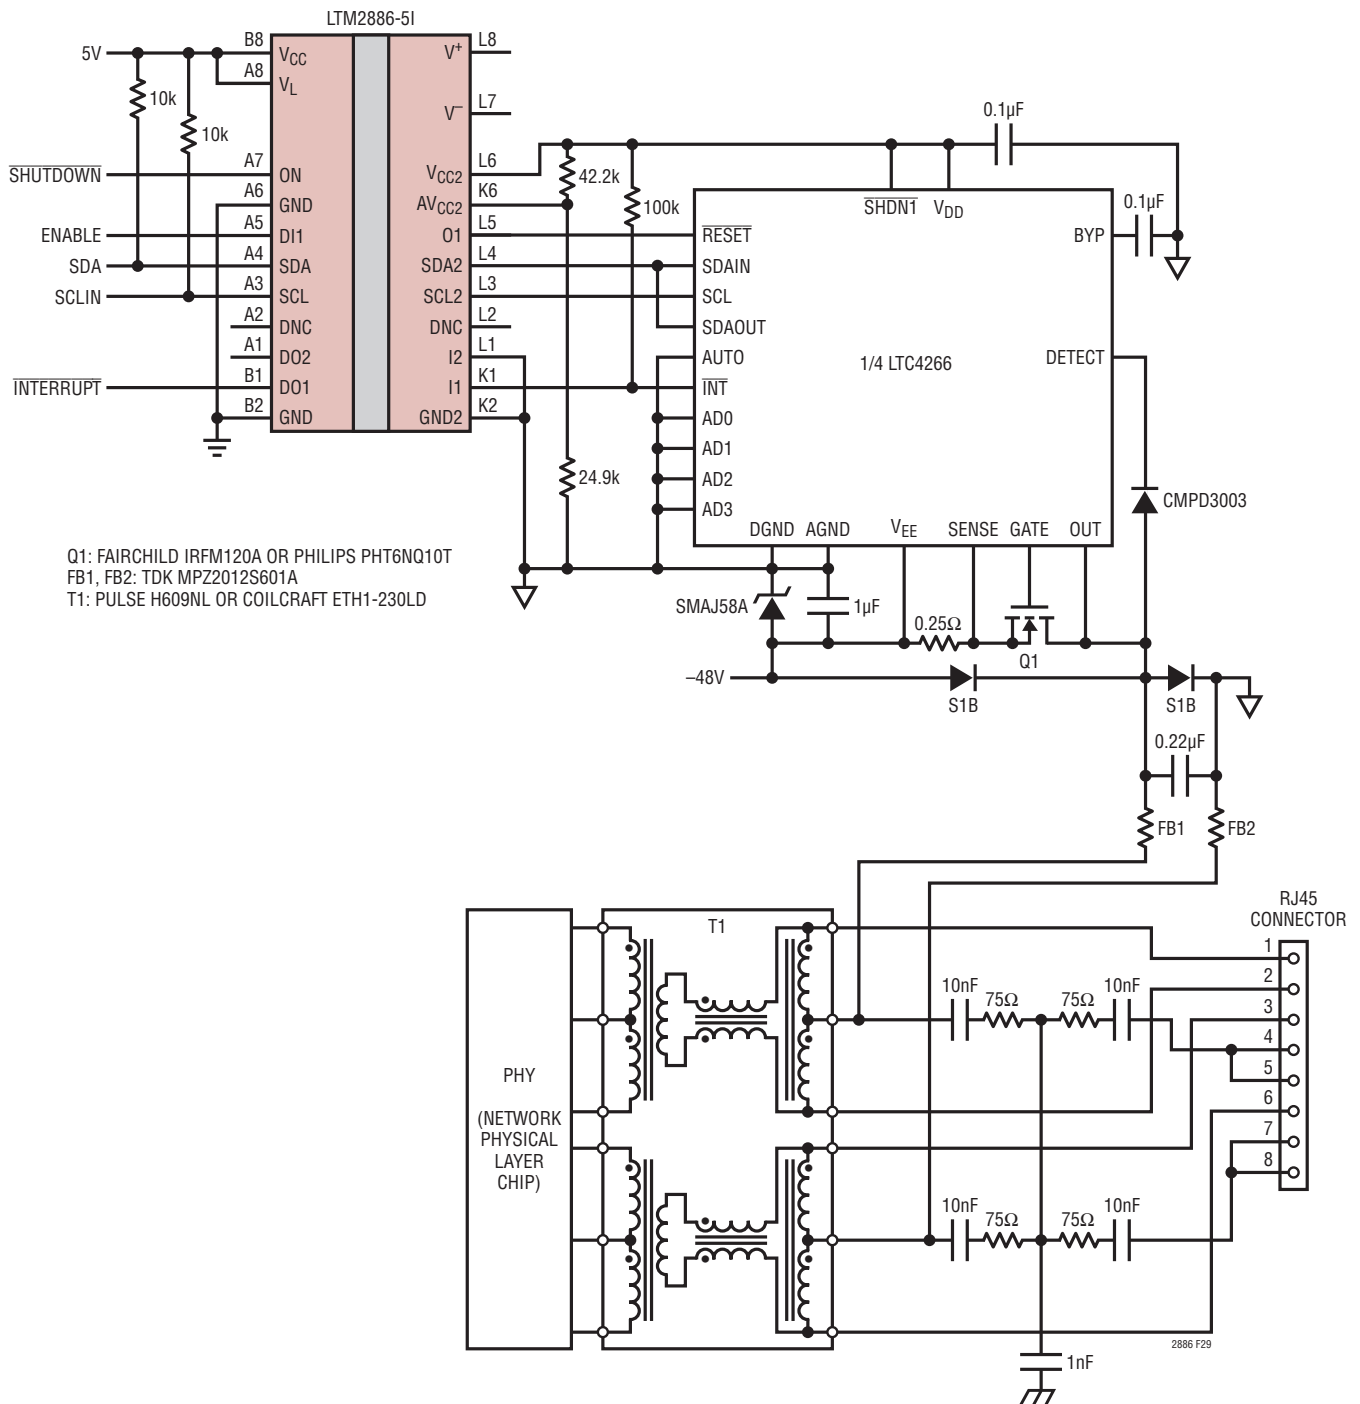 LTM2886-5I
5V
B8
A8
A7
A6
A5
A4
A3
A2
A1
B1
B2
VCC
VL
ON
GND
DI1
SDA
SCL
DNC
DO2
DO1
GND
V+
V–
VCC2
AVCC2
O1
SDA2
SCL2
DNC
I2
I1
GND2
L8
L7
L6
K6
L5
L4
L3
L2
L1
K1
K2
10k
10k
SHUTDOWN
ENABLE
SDA
SCLIN
INTERRUPT
42.2k
100k
24.9k
0.1µF
0.1µF
SHDN1
VDD
RESET
SDAIN
SCL
SDAOUT
AUTO
INT
AD0
AD1
AD2
AD3
1/4 LTC4266
BYP
DETECT
DGND
AGND
VEE
SENSE
GATE
OUT
CMPD3003
Q1: FAIRCHILD IRFM120A OR PHILIPS PHT6NQ10T
FB1, FB2: TDK MPZ2012S601A
T1: PULSE H609NL OR COILCRAFT ETH1-230LD
SMAJ58A
1µF
0.25Ω
Q1
–48V
S1B
S1B
0.22µF
FB1
FB2
RJ45
CONNECTOR
T1
PHY
(NETWORK
PHYSICAL
LAYER
CHIP)
10nF
75Ω
75Ω
10nF
10nF
75Ω
75Ω
10nF
1
2
3
4
5
6
7
8
2886 F29
1nF